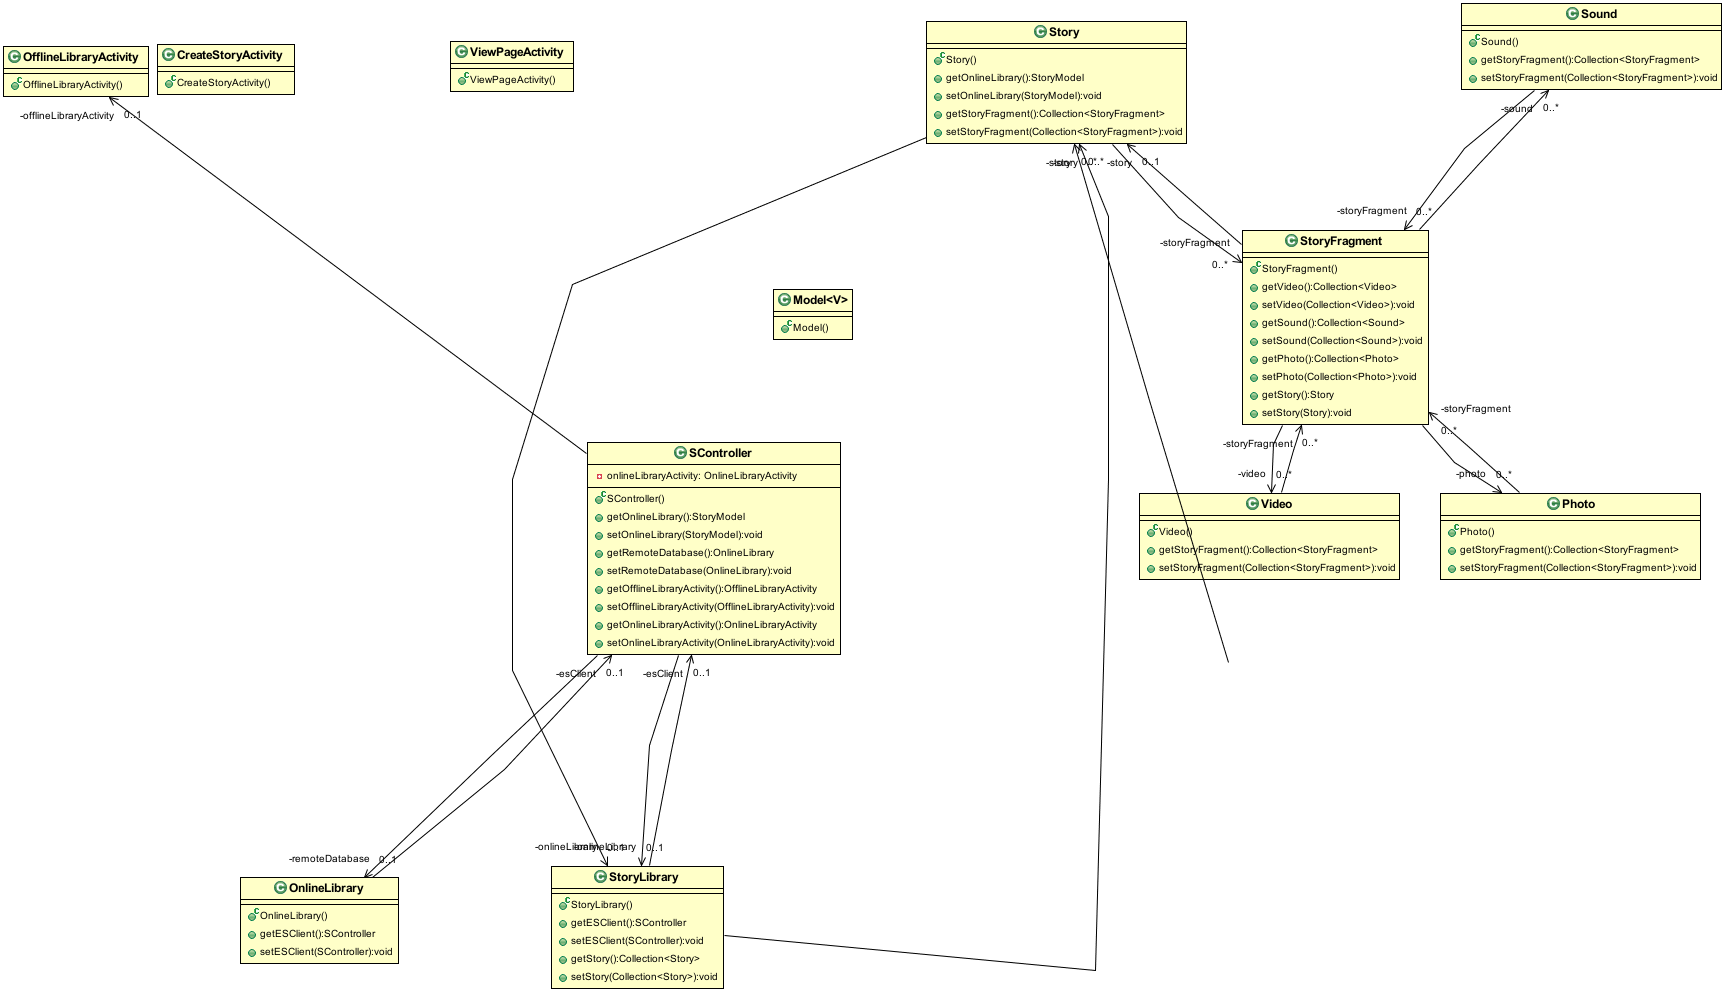 OfflineLibraryActivity
OfflineLibraryActivity()
CreateStoryActivity
CreateStoryActivity()
ViewPageActivity
ViewPageActivity()
Story
Story()
getOnlineLibrary():StoryModel
setOnlineLibrary(StoryModel):void
getStoryFragment():Collection<StoryFragment>
setStoryFragment(Collection<StoryFragment>):void
Sound
Sound()
getStoryFragment():Collection<StoryFragment>
setStoryFragment(Collection<StoryFragment>):void
-offlineLibraryActivity 0..1
-sound 0..*
-story 0..1
-storyFragment 0..*
-storyFragment
0..*
StoryFragment
StoryFragment()
getVideo():Collection<Video>
setVideo(Collection<Video>):void
getSound():Collection<Sound>
setSound(Collection<Sound>):void
getPhoto():Collection<Photo>
setPhoto(Collection<Photo>):void
getStory():Story
setStory(Story):void
Model<V>
Model()
-storyFragment
0..*
-storyFragment 0..*
-video 0..*
-photo 0..*
SController
onlineLibraryActivity: OnlineLibraryActivity
SController()
getOnlineLibrary():StoryModel
setOnlineLibrary(StoryModel):void
getRemoteDatabase():OnlineLibrary
setRemoteDatabase(OnlineLibrary):void
getOfflineLibraryActivity():OfflineLibraryActivity
setOfflineLibraryActivity(OfflineLibraryActivity):void
getOnlineLibraryActivity():OnlineLibraryActivity
setOnlineLibraryActivity(OnlineLibraryActivity):void
Video
Video()
getStoryFragment():Collection<StoryFragment>
setStoryFragment(Collection<StoryFragment>):void
Photo
Photo()
getStoryFragment():Collection<StoryFragment>
setStoryFragment(Collection<StoryFragment>):void
-esClient 0..1
-esClient 0..1
-remoteDatabase 0..1
0..1
OnlineLibrary
OnlineLibrary()
getESClient():SController
setESClient(SController):void
StoryLibrary
StoryLibrary()
getESClient():SController
setESClient(SController):void
getStory():Collection<Story>
setStory(Collection<Story>):void